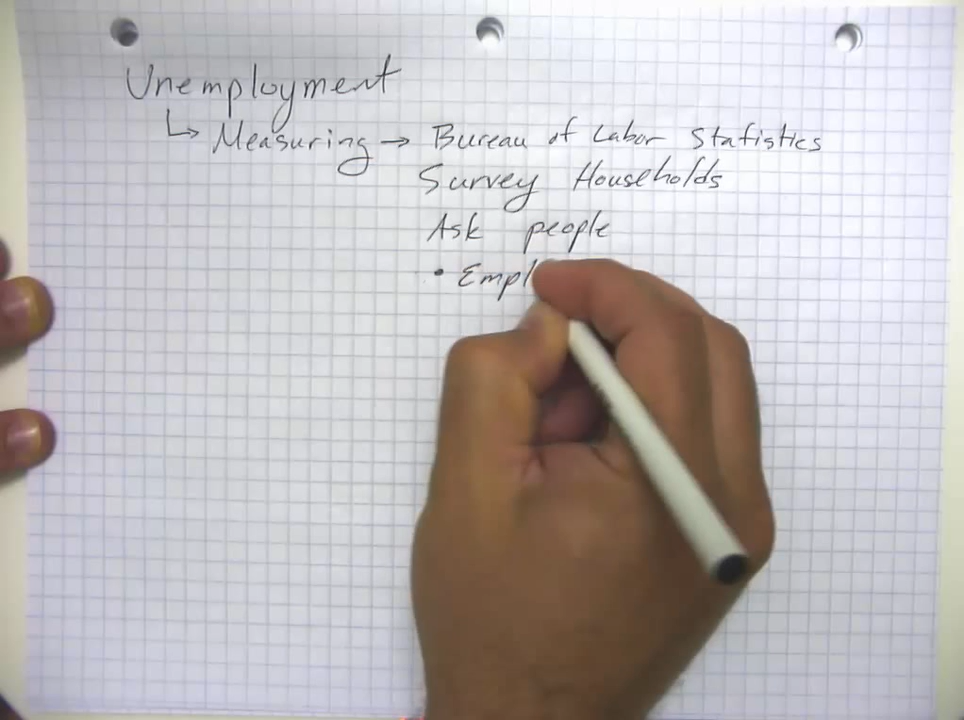 Unemployment
↳ Measuring → Bureau of Labor Statistics
Survey Households
Ask people
• Empl